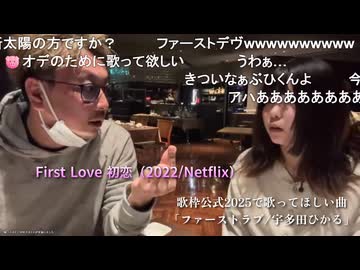 新太陽の方ですか？ ファーストデヴwwwwwwwwww
オデのために歌って欲しい うわぁ…
きついなぁぶひくんよ 今
アハあああああああああ
First Love 初恋（2022/Netflix）
歌枠公式2025で歌ってほしい曲
「ファーストラブ/宇多田ひかる」